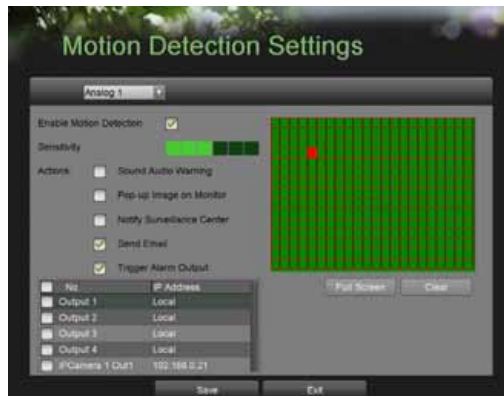 Motion Detection Settings
Analog 1
Enable Motion Detection
Sensitivity
Actions
Sound Audio Warning
Pop-up Image on Monitor
Notify Surveillance Center
Send Email
Trigger Alarm Output
No. IP Address
Output 1 Local
Output 2 Local
Output 3 Local
Output 4 Local
IPCamera 1 Out1 192.168.0.21
Full Screen Clear
Save Exit